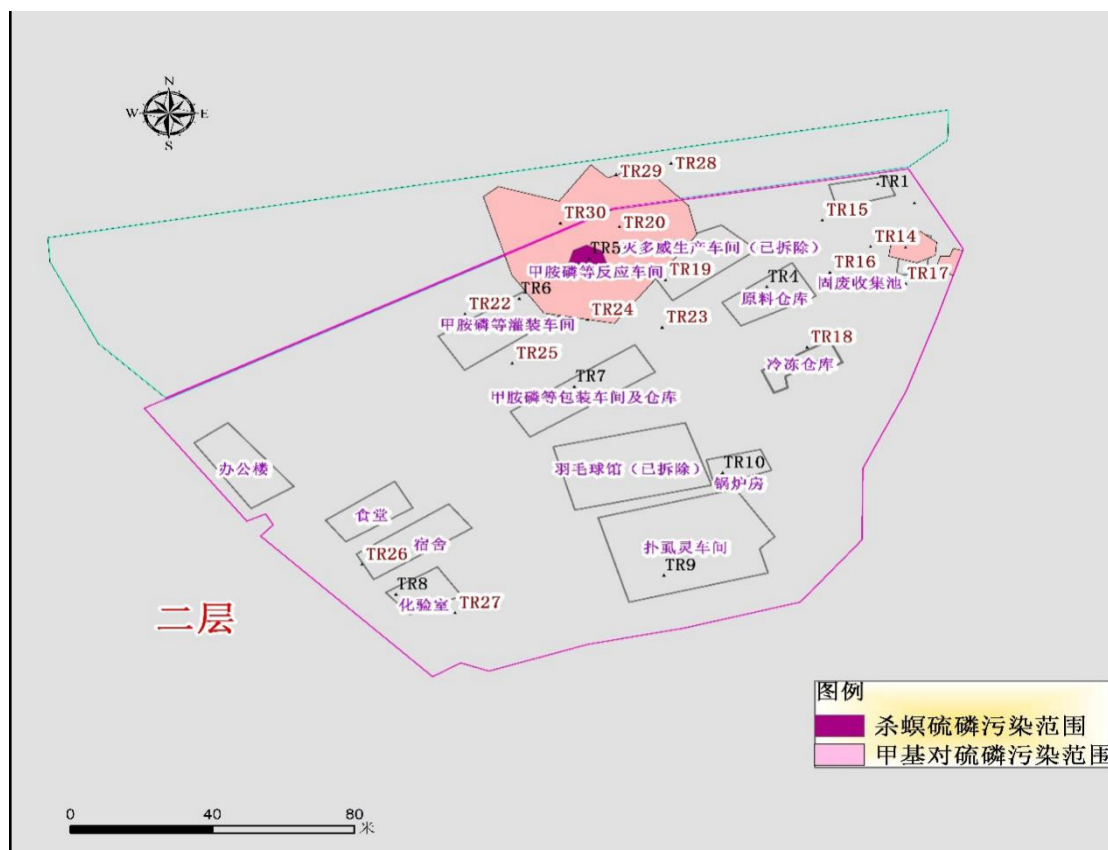 N
W E
S
TR28
TR29
TR1
TR30
TR20
TR15
TR5
灭多威生产车间（已拆除）
TR14
甲胺磷等反应车间
TR19
TR16
TR17
TR6
TR4
固废收集池
原料仓库
TR22
TR24
TR23
甲胺磷等灌装车间
TR18
TR25
冷冻仓库
TR7
甲胺磷等包装车间及仓库
办公楼
羽毛球馆（已拆除）
TR10
锅炉房
食堂
宿舍
扑虱灵车间
TR26
TR9
TR8
化验室
TR27
二层
图例
杀螟硫磷污染范围
甲基对硫磷污染范围
0 40 80
米